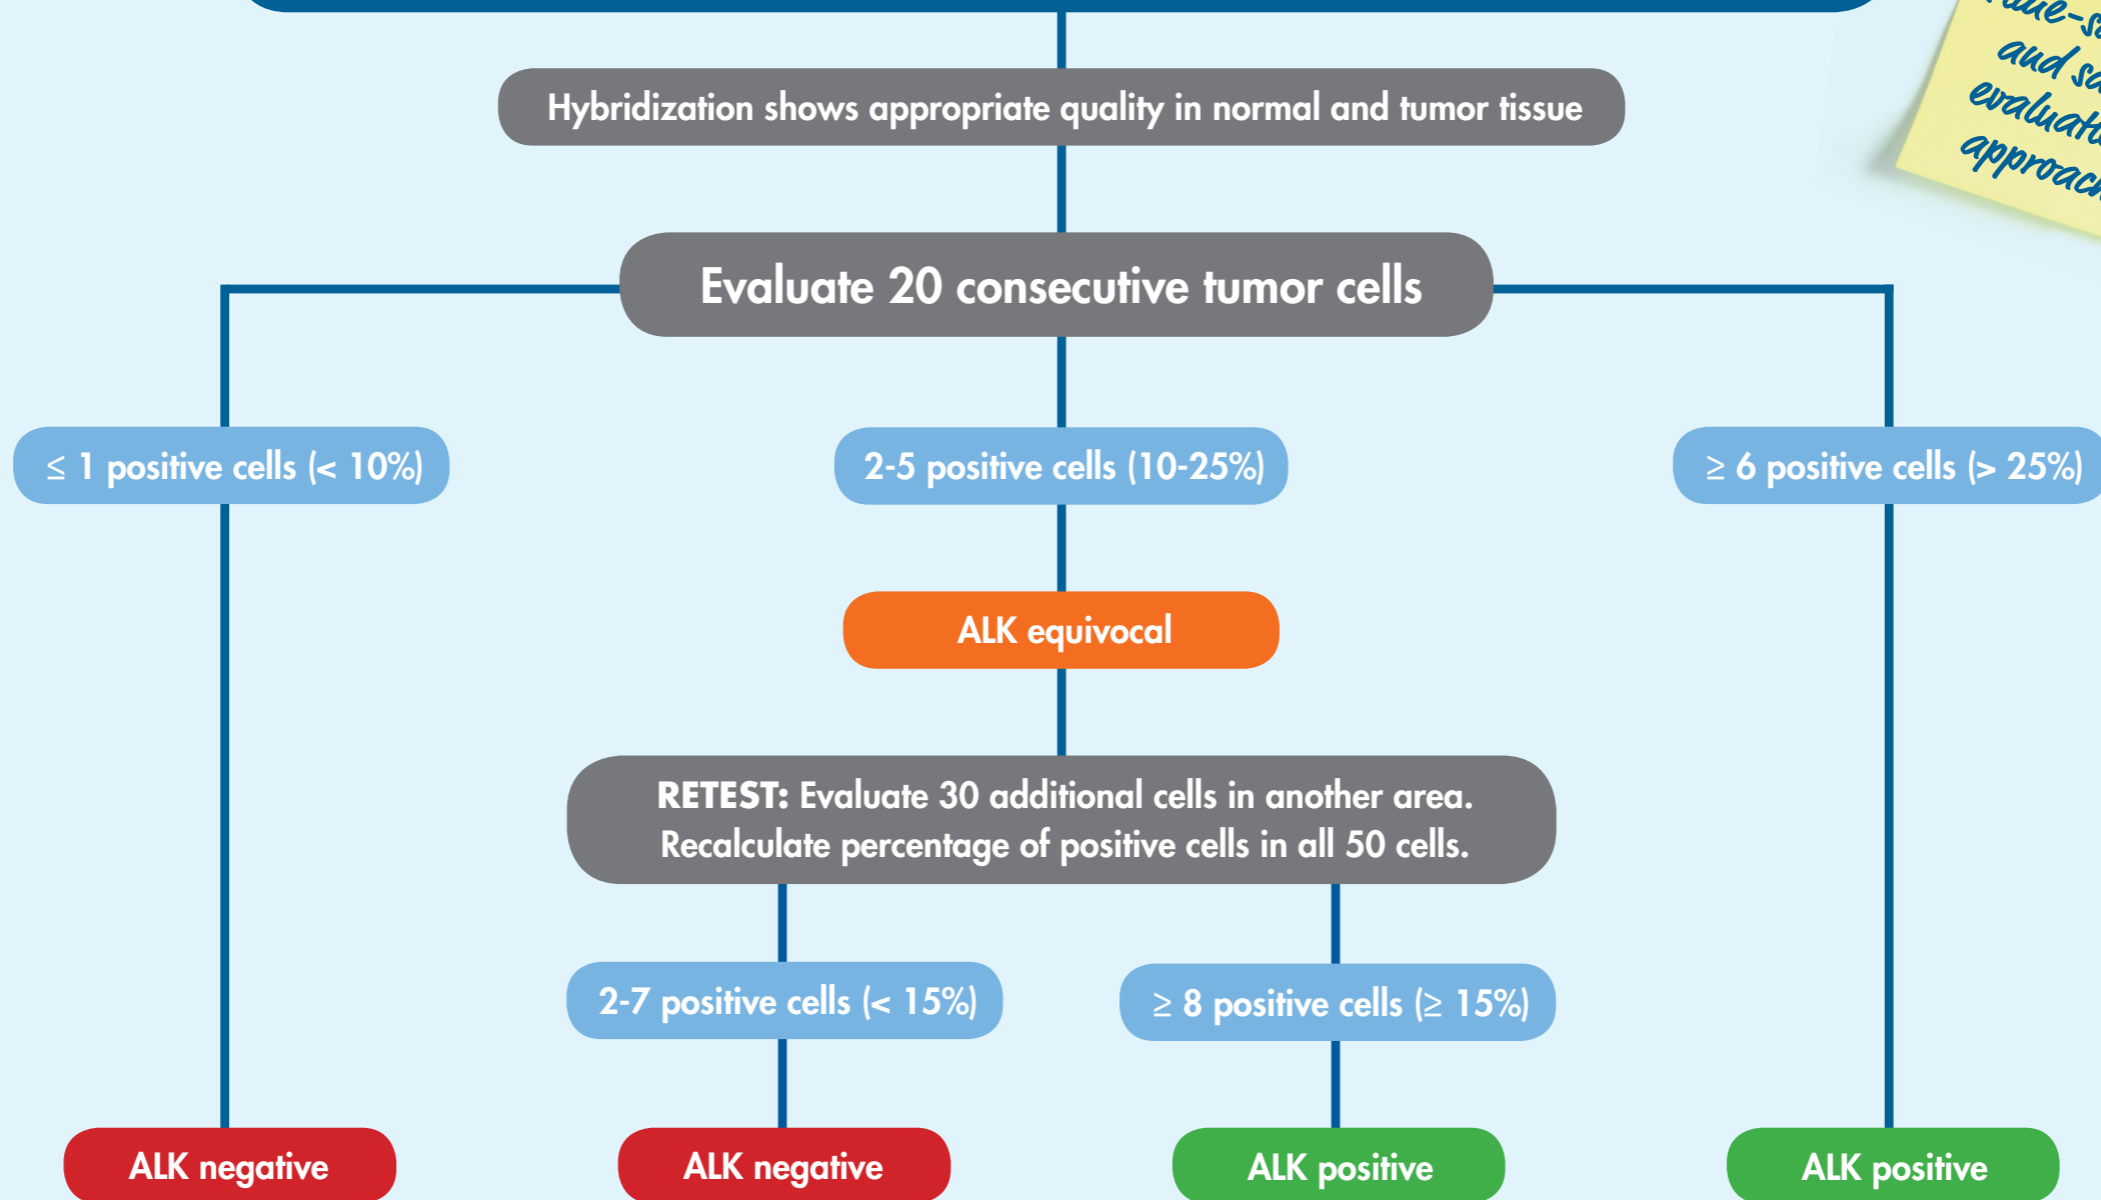 and
approach
Hybridization shows appropriate quality in normal and tumor tissue
Evaluate 20 consecutive tumor cells
≤ 1 positive cells (< 10%)
2-5 positive cells (10-25%)
≥ 6 positive cells (> 25%)
ALK equivocal
RETEST: Evaluate 30 additional cells in another area.
Recalculate percentage of positive cells in all 50 cells.
2-7 positive cells (< 15%)
≥ 8 positive cells (≥ 15%)
ALK negative
ALK negative
ALK positive
ALK positive